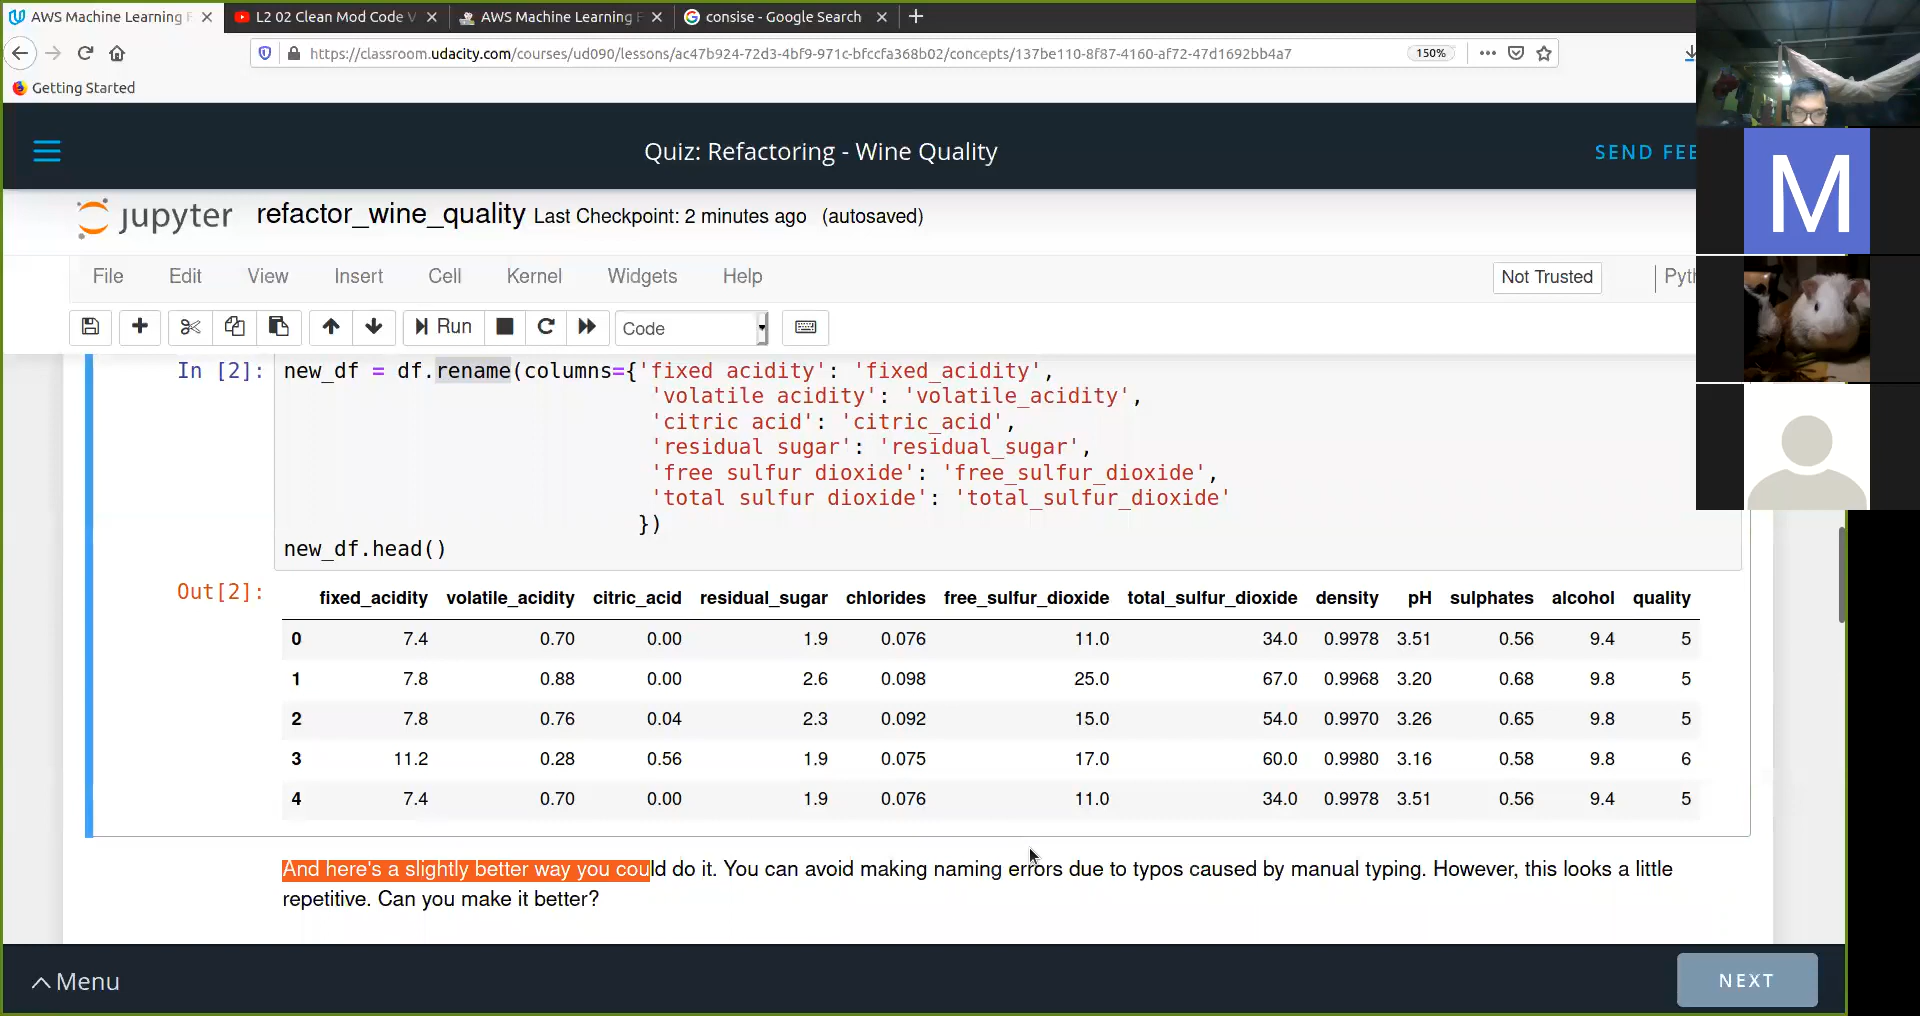 AWS Machine Learning F
L2 02 Clean Mod Code V
AWS Machine Learning F
consise - Google Search
https://classroom.udacity.com/courses/ud090/lessons/ac47b924-72d3-4bf9-971c-bfccfa368b02/concepts/137be110-8f87-4160-af72-47d1692bb4a7
150%
Getting Started
Quiz: Refactoring - Wine Quality
SEND FEE
M
jupyter refactor_wine_quality Last Checkpoint: 2 minutes ago (autosaved)
File Edit View Insert Cell Kernel Widgets Help
Not Trusted
Pyth
Run
Code
In [2]: new_df = df.rename(columns={'fixed acidity': 'fixed_acidity',
'volatile acidity': 'volatile_acidity',
'citric acid': 'citric_acid',
'residual sugar': 'residual_sugar',
'free sulfur dioxide': 'free_sulfur_dioxide',
'total sulfur dioxide': 'total_sulfur_dioxide'
})
new_df.head()
Out[2]:
fixed_acidity volatile_acidity citric_acid residual_sugar chlorides free_sulfur_dioxide total_sulfur_dioxide density pH sulphates alcohol quality
0 7.4 0.70 0.00 1.9 0.076 11.0 34.0 0.9978 3.51 0.56 9.4 5
1 7.8 0.88 0.00 2.6 0.098 25.0 67.0 0.9968 3.20 0.68 9.8 5
2 7.8 0.76 0.04 2.3 0.092 15.0 54.0 0.9970 3.26 0.65 9.8 5
3 11.2 0.28 0.56 1.9 0.075 17.0 60.0 0.9980 3.16 0.58 9.8 6
4 7.4 0.70 0.00 1.9 0.076 11.0 34.0 0.9978 3.51 0.56 9.4 5
And here's a slightly better way you could do it. You can avoid making naming errors due to typos caused by manual typing. However, this looks a little
repetitive. Can you make it better?
Menu
NEXT